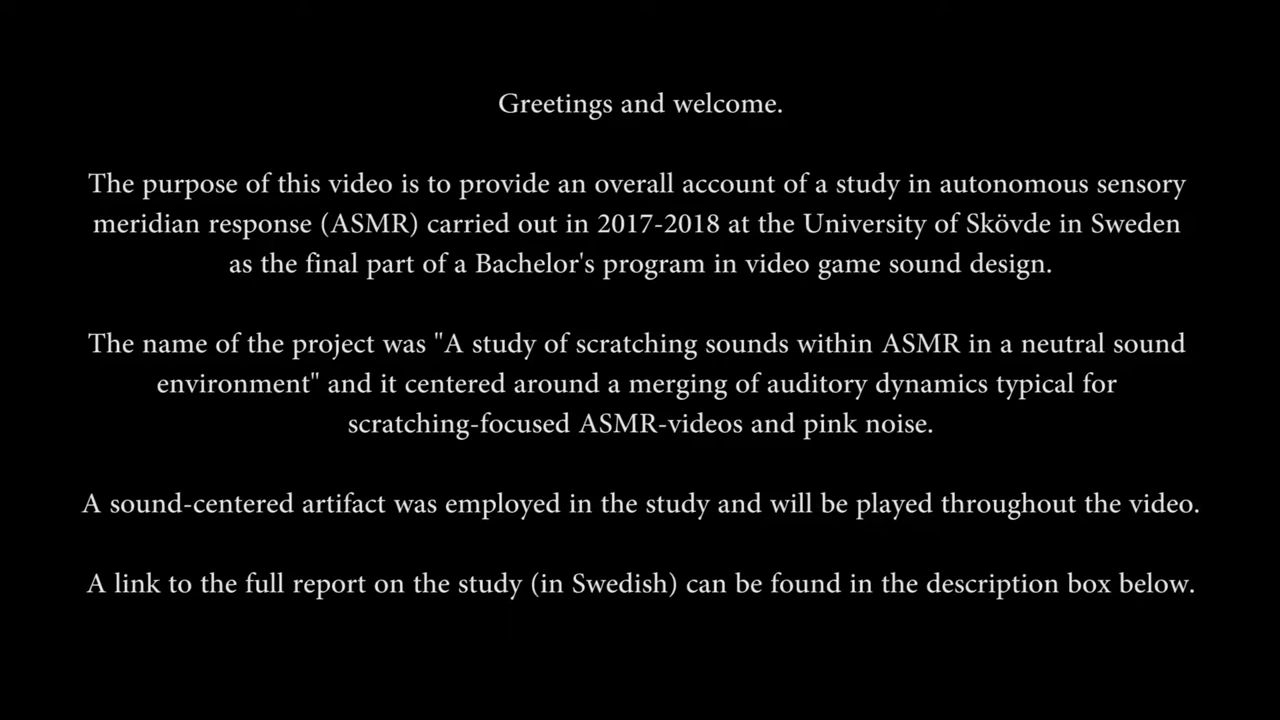 Greetings and welcome.
The purpose of this video is to provide an overall account of a study in autonomous sensory
meridian response (ASMR) carried out in 2017-2018 at the University of Skövde in Sweden
as the final part of a Bachelor's program in video game sound design.
The name of the project was "A study of scratching sounds within ASMR in a neutral sound
environment" and it centered around a merging of auditory dynamics typical for
scratching-focused ASMR-videos and pink noise.
A sound-centered artifact was employed in the study and will be played throughout the video.
A link to the full report on the study (in Swedish) can be found in the description box below.